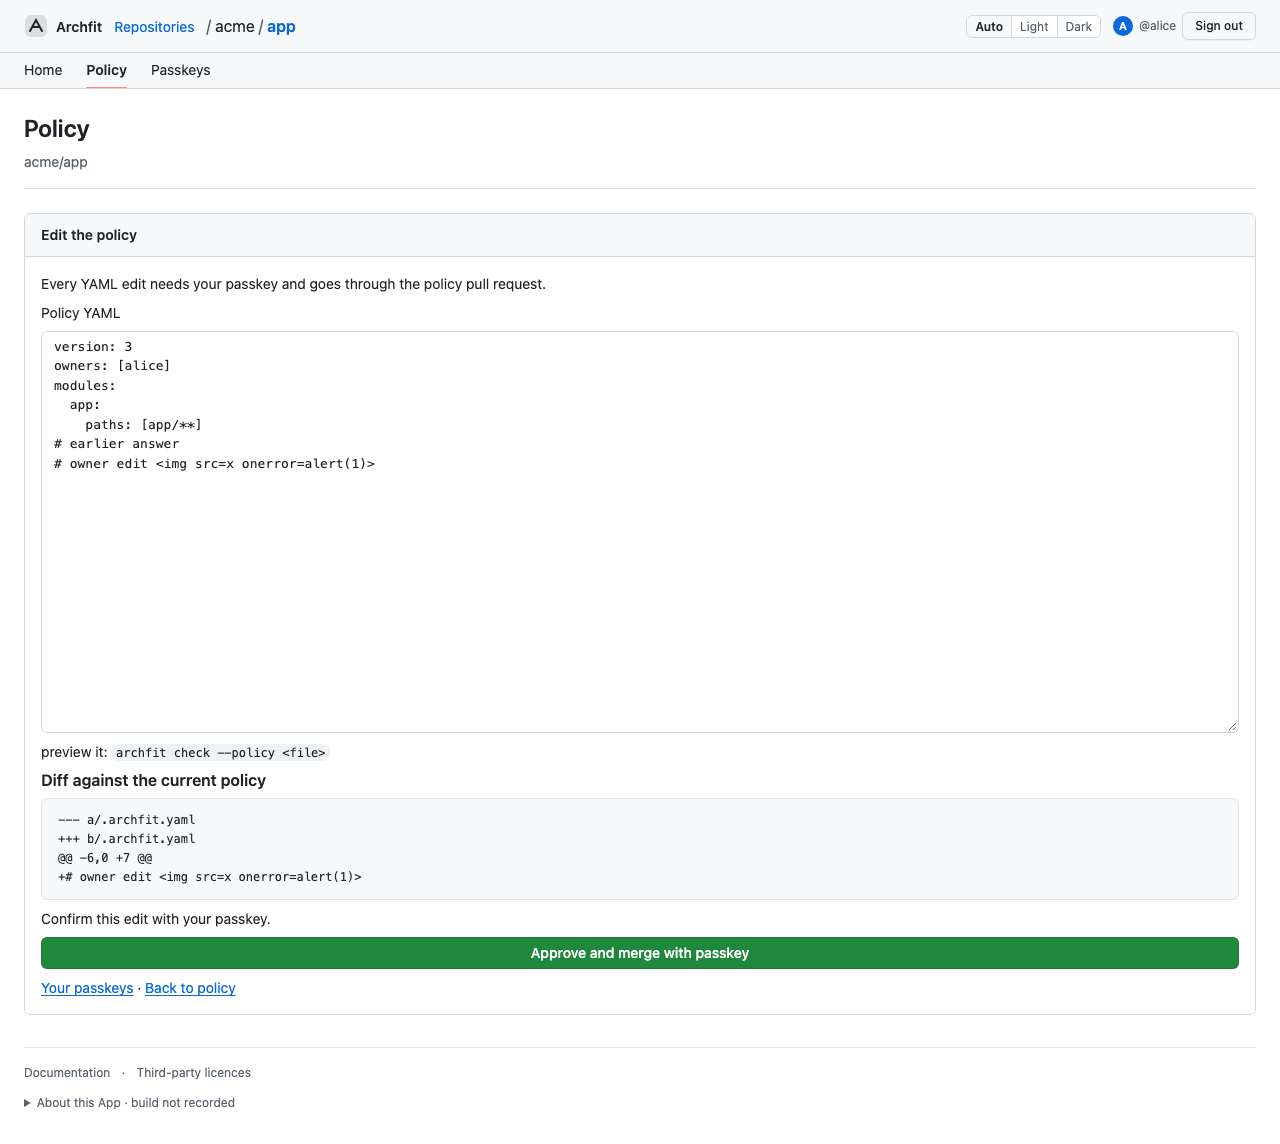 Archfit Repositories / acme / app Auto Light Dark A @alice Sign out
Home Policy Passkeys
Policy
acme/app
Edit the policy
Every YAML edit needs your passkey and goes through the policy pull request.
Policy YAML
version: 3
owners: [alice]
modules:
  app:
    paths: [app/**]
# earlier answer
# owner edit <img src=x onerror=alert(1)>
preview it: archfit check --policy <file>
Diff against the current policy
--- a/.archfit.yaml
+++ b/.archfit.yaml
@@ -6,0 +7 @@
+# owner edit <img src=x onerror=alert(1)>
Confirm this edit with your passkey.
Approve and merge with passkey
Your passkeys · Back to policy
Documentation · Third-party licences
About this App · build not recorded